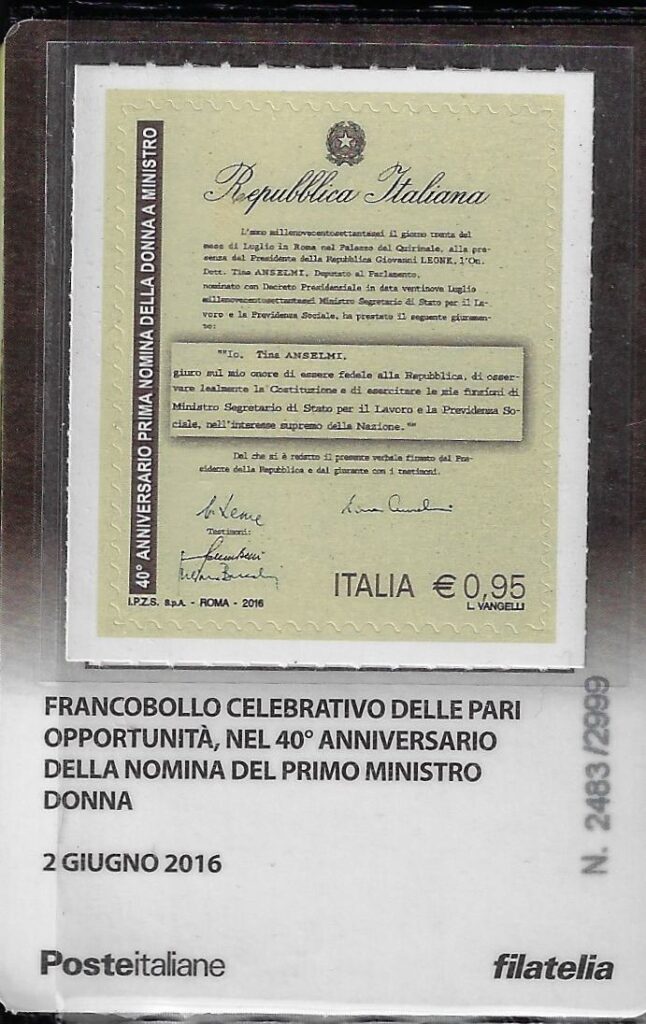 40° ANNIVERSARIO PRIMA NOMINA DELLA DONNA A MINISTRO
Repubblica Italiana
L'anno millenovecentosettantasei il giorno trenta del
mese di Luglio in Roma nel Palazzo del Quirinale, alla pre-
senza del Presidente della Repubblica Giovanni LEONE, l'On.
Dott. Tina ANSELMI, Deputato al Parlamento,
nominato con Decreto Presidenziale in data ventinove Luglio
millenovecentosettantasei Ministro Segretario di Stato per il La-
voro e la Previdenza Sociale, ha prestato il seguente giuramen-
to:
""Io, Tina ANSELMI,
giuro sul mio onore di essere fedele alla Repubblica, di osser-
vare lealmente la Costituzione e di esercitare le mie funzioni di
Ministro Segretario di Stato per il Lavoro e la Previdenza So-
ciale, nell'interesse supremo della Nazione.""
Del che si è redatto il presente verbale firmato dal Pre-
sidente della Repubblica e dal giurante con i testimoni.
Testimoni:
ITALIA € 0,95
I.P.Z.S. S.p.A. - ROMA - 2016
L. VANGELLI
FRANCOBOLLO CELEBRATIVO DELLE PARI
OPPORTUNITÀ, NEL 40° ANNIVERSARIO
DELLA NOMINA DEL PRIMO MINISTRO
DONNA
2 GIUGNO 2016
N. 2483/2999
Posteitaliane
filatelia